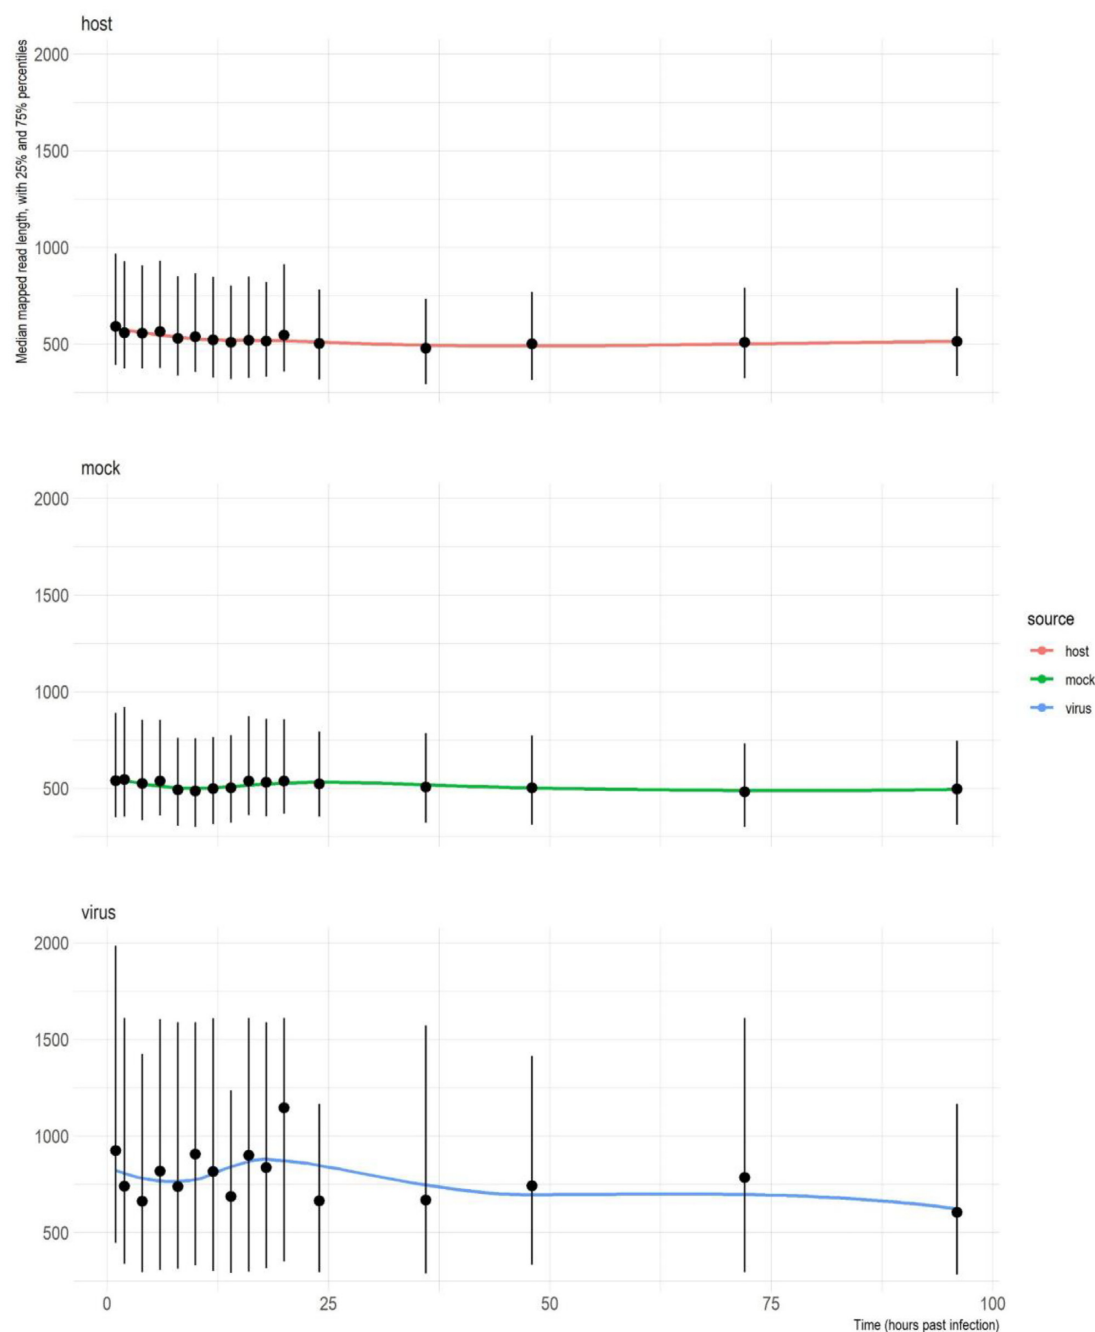 host
Median mapped read length, with 25% and 75% percentiles
2000
1500
1000
500
mock
2000
1500
1000
500
source
host
mock
virus
virus
2000
1500
1000
500
0 25 50 75 100
Time (hours past infection)